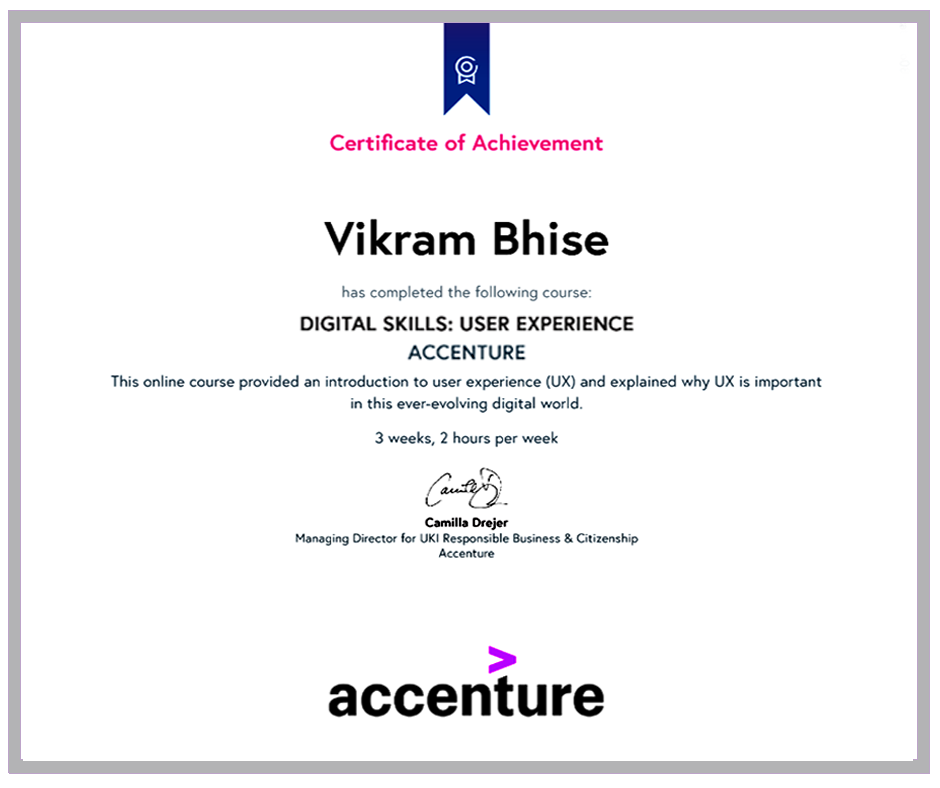 Certificate of Achievement
Vikram Bhise
has completed the following course:
DIGITAL SKILLS: USER EXPERIENCE
ACCENTURE
This online course provided an introduction to user experience (UX) and explained why UX is important
in this ever-evolving digital world.
3 weeks, 2 hours per week
Camilla Drejer
Managing Director for UKI Responsible Business & Citizenship
Accenture
accenture